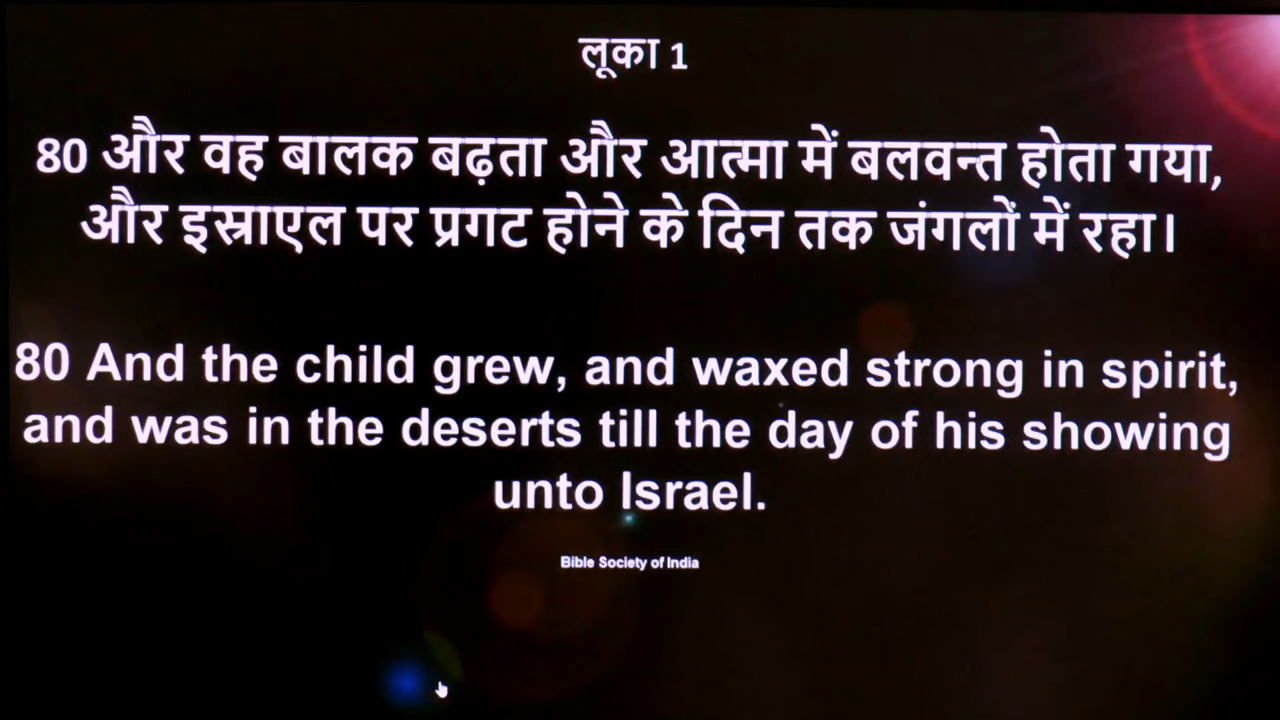 लूका 1
80 और वह बालक बढ़ता और आत्मा में बलवन्त होता गया,
और इस्राएल पर प्रगट होने के दिन तक जंगलों में रहा।
80 And the child grew, and waxed strong in spirit,
and was in the deserts till the day of his showing
unto Israel.
Bible Society of India